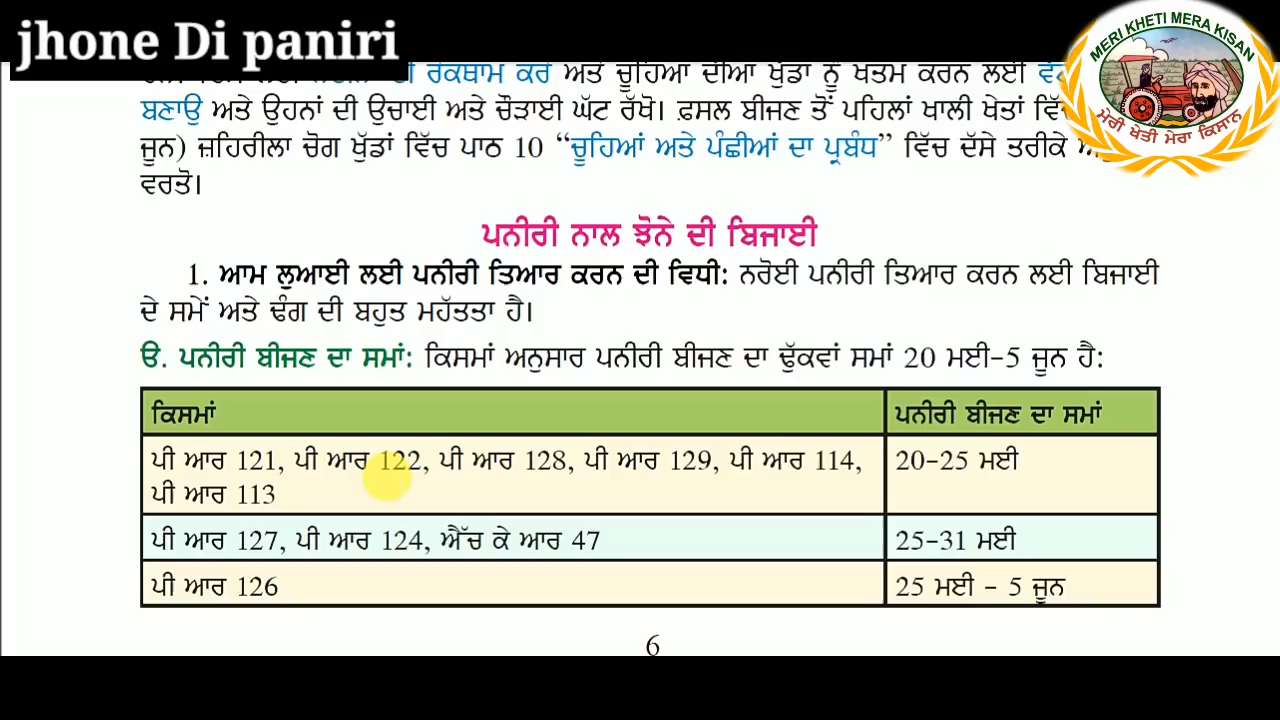 jhone Di paniri
MERI KHETI MERA KISAN
ਮੇਰੀ ਖੇਤੀ ਮੇਰਾ ਕਿਸਾਨ
ਰੋਕਥਾਮ ਕਰੋ ਅਤੇ ਚੂਹਿਆਂ ਦੀਆਂ ਖੁੱਡਾਂ ਨੂੰ ਖਤਮ ਕਰਨ ਲਈ
ਬਣਾਉ ਅਤੇ ਉਹਨਾਂ ਦੀ ਉਚਾਈ ਅਤੇ ਚੌੜਾਈ ਘੱਟ ਰੱਖੋ। ਫ਼ਸਲ ਬੀਜਣ ਤੋਂ ਪਹਿਲਾਂ ਖਾਲੀ ਖੇਤਾਂ
ਜੂਨ) ਜ਼ਹਿਰੀਲਾ ਚੋਗ ਖੁੱਡਾਂ ਵਿੱਚ ਪਾਠ 10 “ਚੂਹਿਆਂ ਅਤੇ ਪੰਛੀਆਂ ਦਾ ਪ੍ਰਬੰਧ” ਵਿੱਚ ਦੱਸੇ ਤਰੀਕੇ
ਵਰਤੋ।
ਪਨੀਰੀ ਨਾਲ ਝੋਨੇ ਦੀ ਬਿਜਾਈ
1. ਆਮ ਲੁਆਈ ਲਈ ਪਨੀਰੀ ਤਿਆਰ ਕਰਨ ਦੀ ਵਿਧੀ: ਨਰੋਈ ਪਨੀਰੀ ਤਿਆਰ ਕਰਨ ਲਈ ਬਿਜਾਈ
ਦੇ ਸਮੇਂ ਅਤੇ ਢੰਗ ਦੀ ਬਹੁਤ ਮਹੱਤਤਾ ਹੈ।
ੳ. ਪਨੀਰੀ ਬੀਜਣ ਦਾ ਸਮਾਂ: ਕਿਸਮਾਂ ਅਨੁਸਾਰ ਪਨੀਰੀ ਬੀਜਣ ਦਾ ਢੁੱਕਵਾਂ ਸਮਾਂ 20 ਮਈ-5 ਜੂਨ ਹੈ:
ਕਿਸਮਾਂ ਪਨੀਰੀ ਬੀਜਣ ਦਾ ਸਮਾਂ
ਪੀ ਆਰ 121, ਪੀ ਆਰ 122, ਪੀ ਆਰ 128, ਪੀ ਆਰ 129, ਪੀ ਆਰ 114, 20-25 ਮਈ
ਪੀ ਆਰ 113
ਪੀ ਆਰ 127, ਪੀ ਆਰ 124, ਐੱਚ ਕੇ ਆਰ 47 25-31 ਮਈ
ਪੀ ਆਰ 126 25 ਮਈ - 5 ਜੂਨ
6